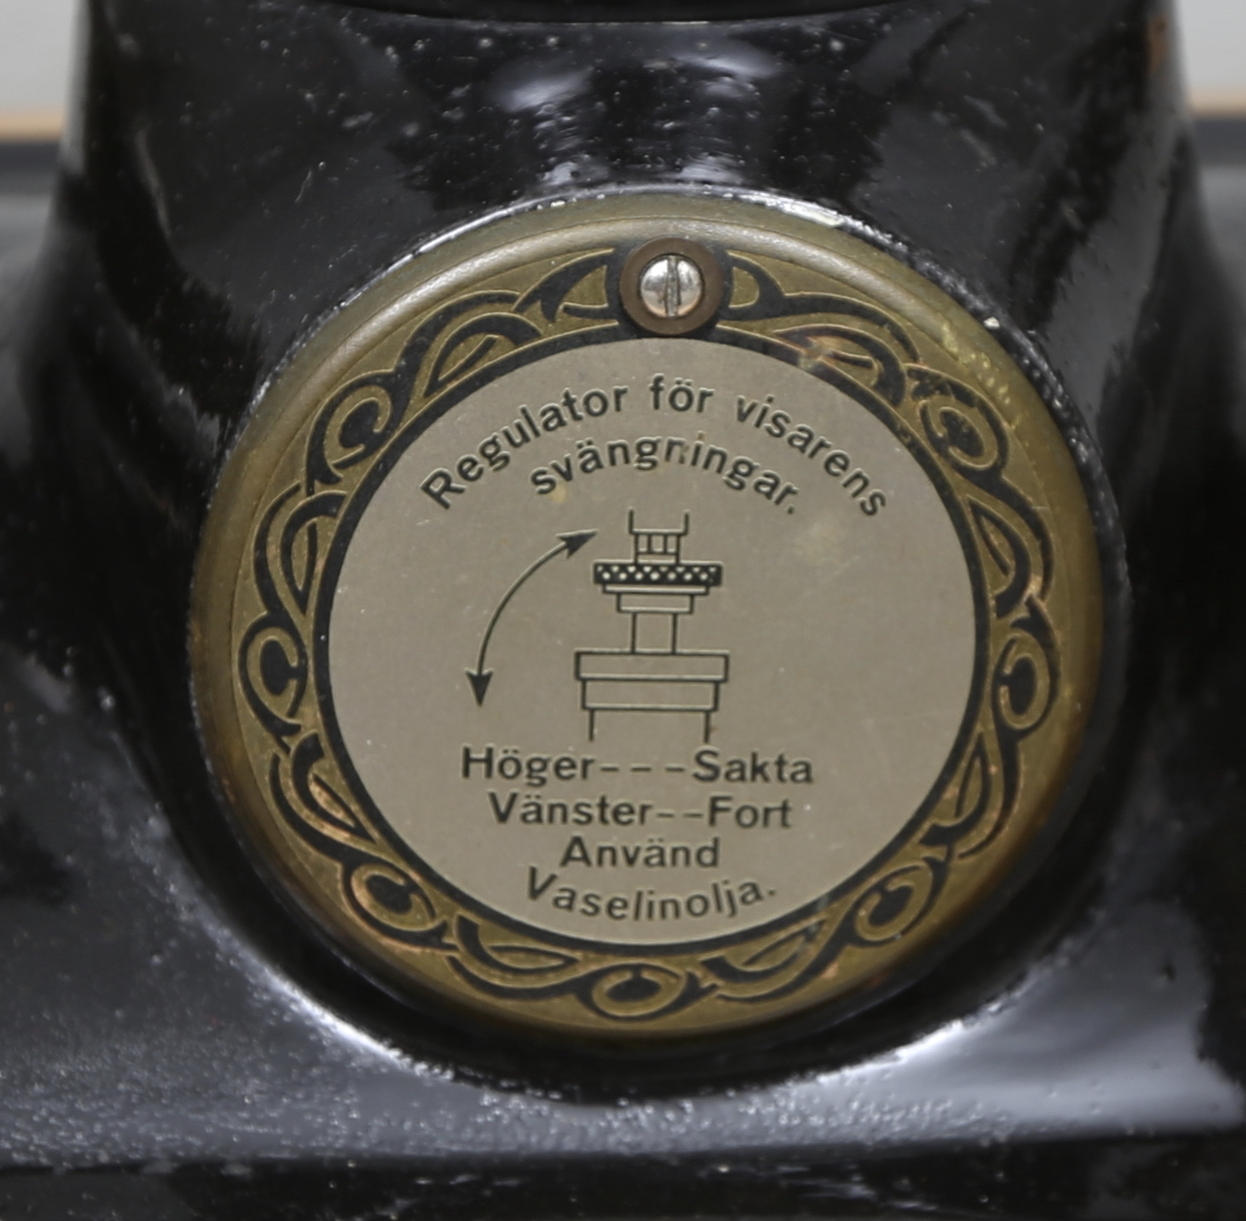 Regulator för visarens
svängningar.
Höger---Sakta
Vänster--Fort
Använd
Vaselinolja.